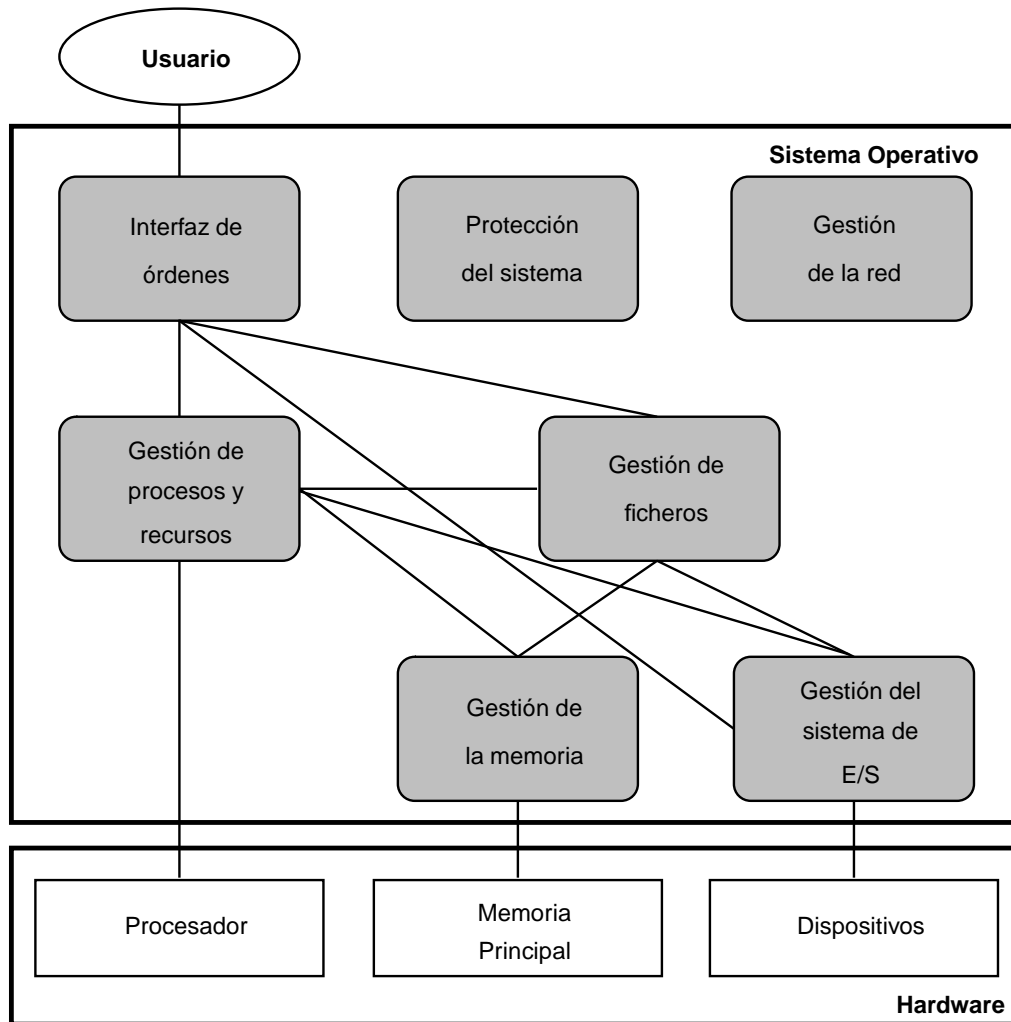 Usuario
Sistema Operativo
Interfaz de
órdenes
Protección
del sistema
Gestión
de la red
Gestión de
procesos y
recursos
Gestión de
ficheros
Gestión de
la memoria
Gestión del
sistema de
E/S
Procesador
Memoria
Principal
Dispositivos
Hardware